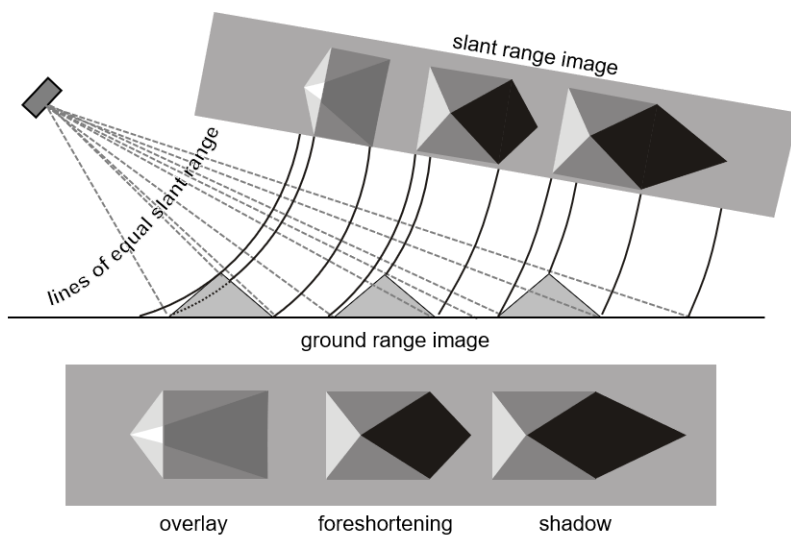 slant range image
lines of equal slant range
ground range image
overlay
foreshortening
shadow